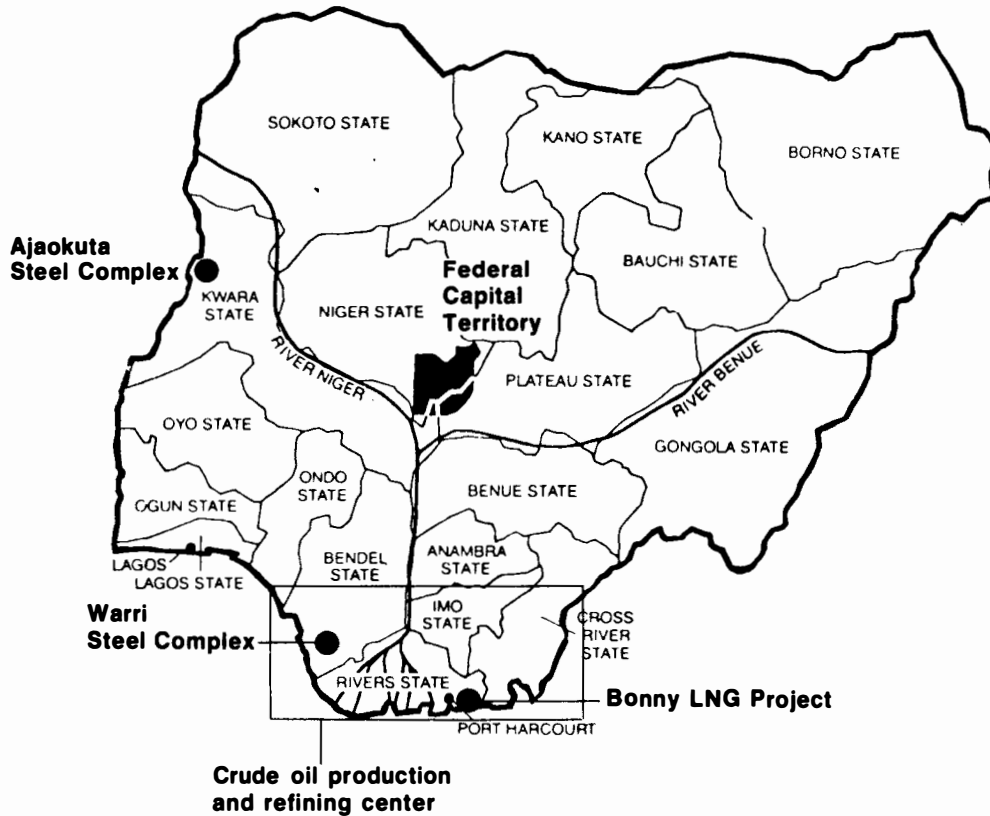 SOKOTO STATE
KANO STATE
BORNO STATE
KADUNA STATE
Ajaokuta
Steel Complex
KWARA
STATE
NIGER STATE
Federal
Capital
Territory
BAUCHI STATE
RIVER NIGER
PLATEAU STATE
RIVER BENUE
OYO STATE
GONGOLA STATE
ONDO
STATE
BENUE STATE
OGUN STATE
LAGOS
LAGOS STATE
BENDEL
STATE
ANAMBRA
STATE
IMO
STATE
CROSS
RIVER
STATE
Warri
Steel Complex
RIVERS STATE
Bonny LNG Project
PORT HARCOURT
Crude oil production
and refining center